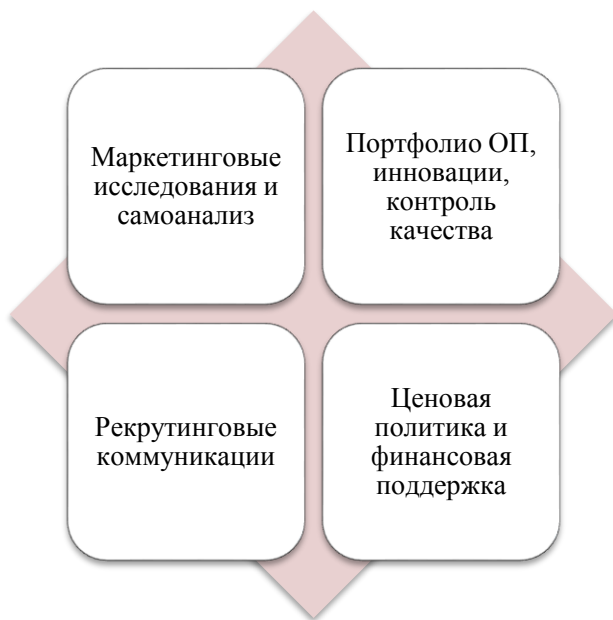 Маркетинговые
исследования и
самоанализ
Портфолио ОП,
инновации,
контроль
качества
Рекрутинговые
коммуникации
Ценовая
политика и
финансовая
поддержка